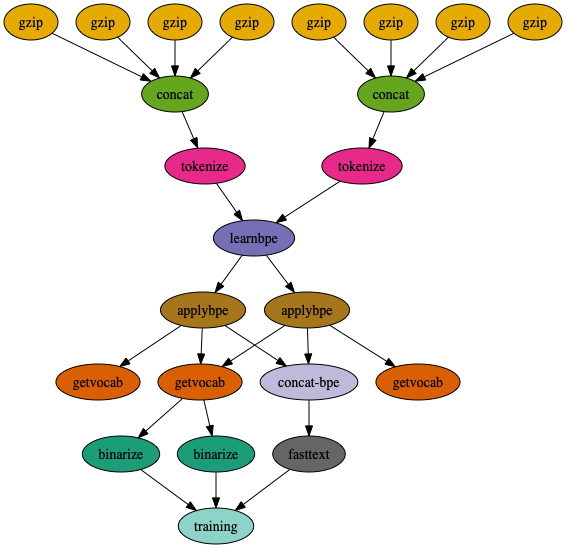 gzip gzip gzip gzip gzip gzip gzip gzip
concat concat
tokenize tokenize
learnbpe
applybpe applybpe
getvocab getvocab concat-bpe getvocab
binarize binarize fasttext
training